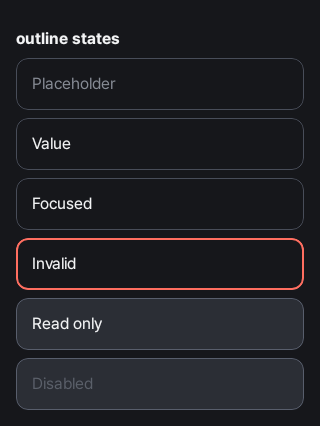 outline states
Placeholder
Value
Focused
Invalid
Read only
Disabled